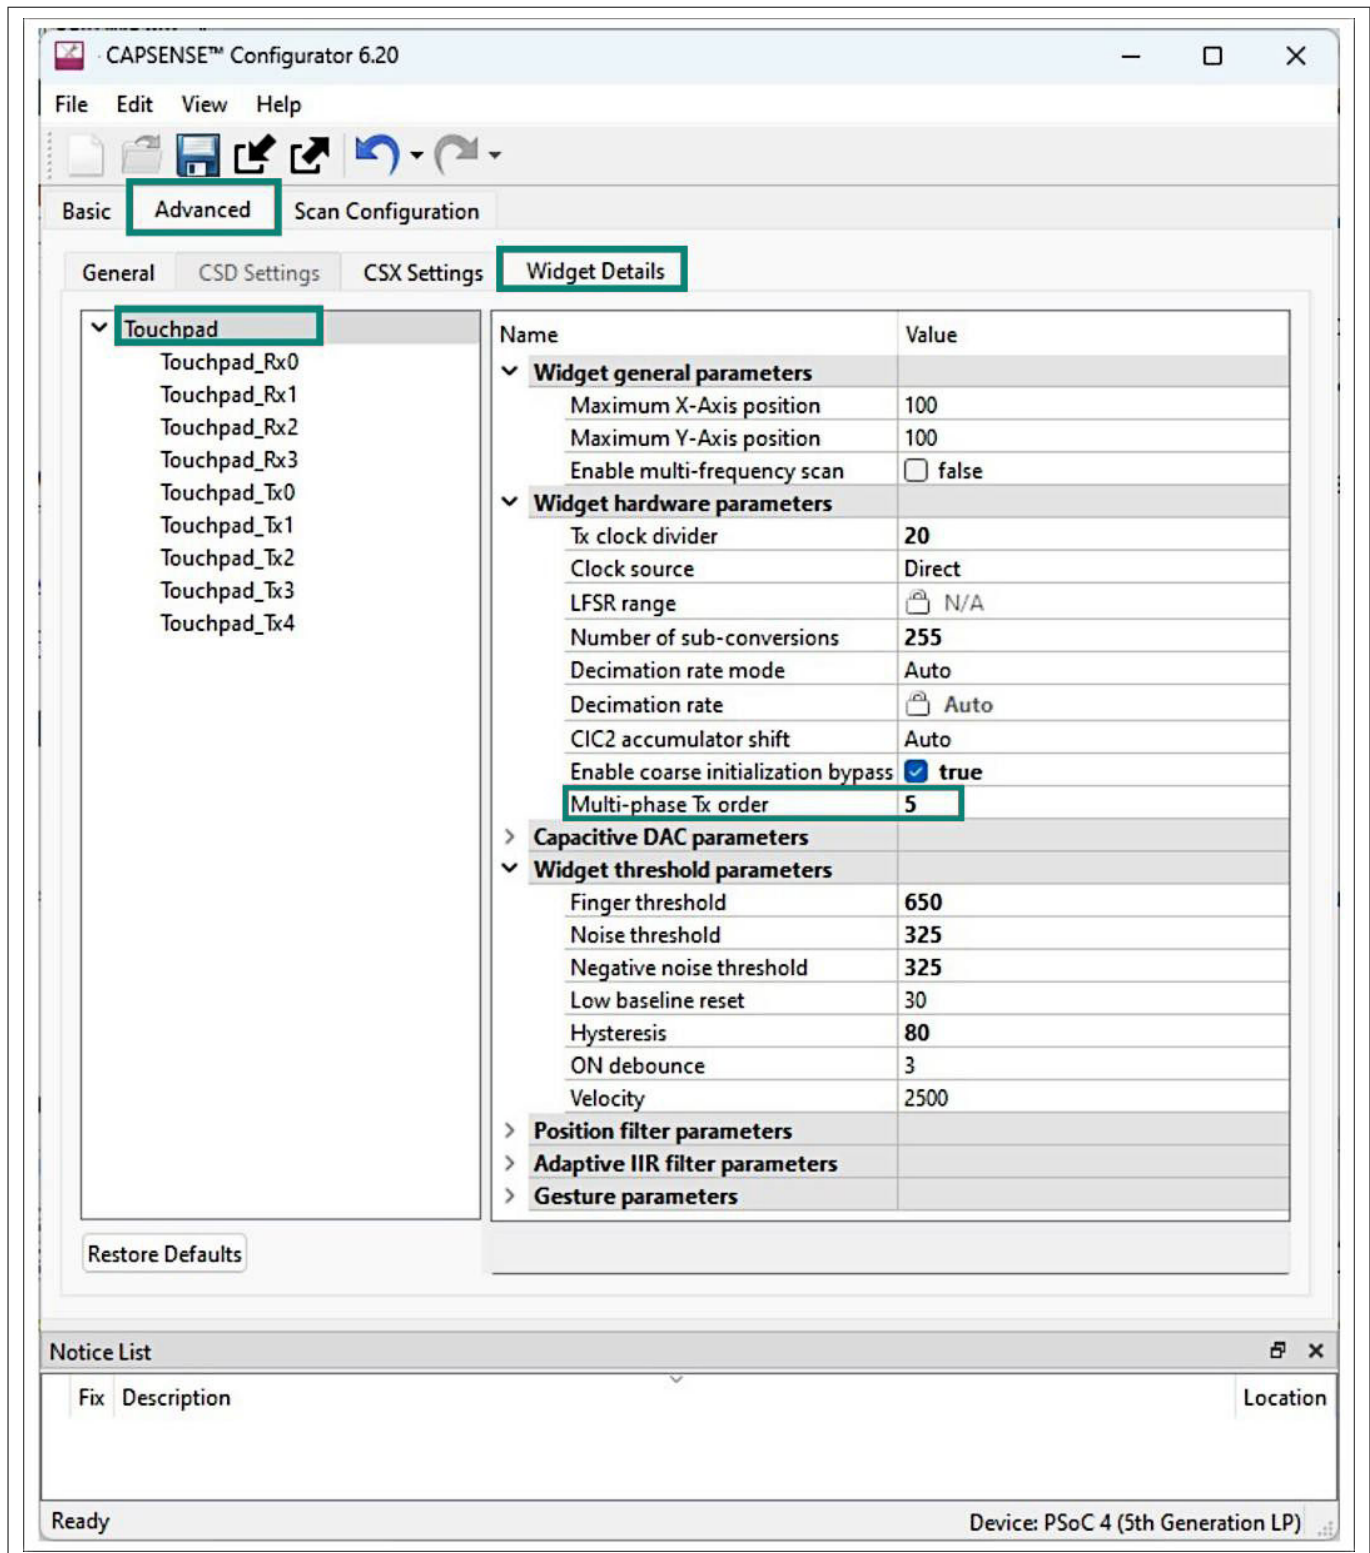 CAPSENSE™ Configurator 6.20
File Edit View Help
Basic Advanced Scan Configuration
General CSD Settings CSX Settings Widget Details
Touchpad
Touchpad_Rx0
Touchpad_Rx1
Touchpad_Rx2
Touchpad_Rx3
Touchpad_Tx0
Touchpad_Tx1
Touchpad_Tx2
Touchpad_Tx3
Touchpad_Tx4
Name Value
Widget general parameters
Maximum X-Axis position 100
Maximum Y-Axis position 100
Enable multi-frequency scan false
Widget hardware parameters
Tx clock divider 20
Clock source Direct
LFSR range N/A
Number of sub-conversions 255
Decimation rate mode Auto
Decimation rate Auto
CIC2 accumulator shift Auto
Enable coarse initialization bypass true
Multi-phase Tx order 5
Capacitive DAC parameters
Widget threshold parameters
Finger threshold 650
Noise threshold 325
Negative noise threshold 325
Low baseline reset 30
Hysteresis 80
ON debounce 3
Velocity 2500
Position filter parameters
Adaptive IIR filter parameters
Gesture parameters
Restore Defaults
Notice List
Fix Description Location
Ready Device: PSoC 4 (5th Generation LP)